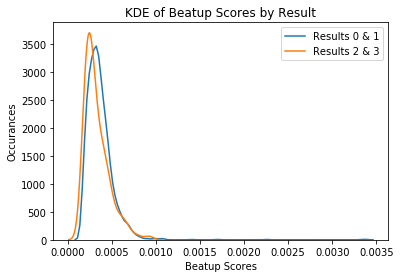 KDE of Beatup Scores by Result
Results 0 & 1
Results 2 & 3
Occurances
3500
3000
2500
2000
1500
1000
500
0
0.0000 0.0005 0.0010 0.0015 0.0020 0.0025 0.0030 0.0035
Beatup Scores